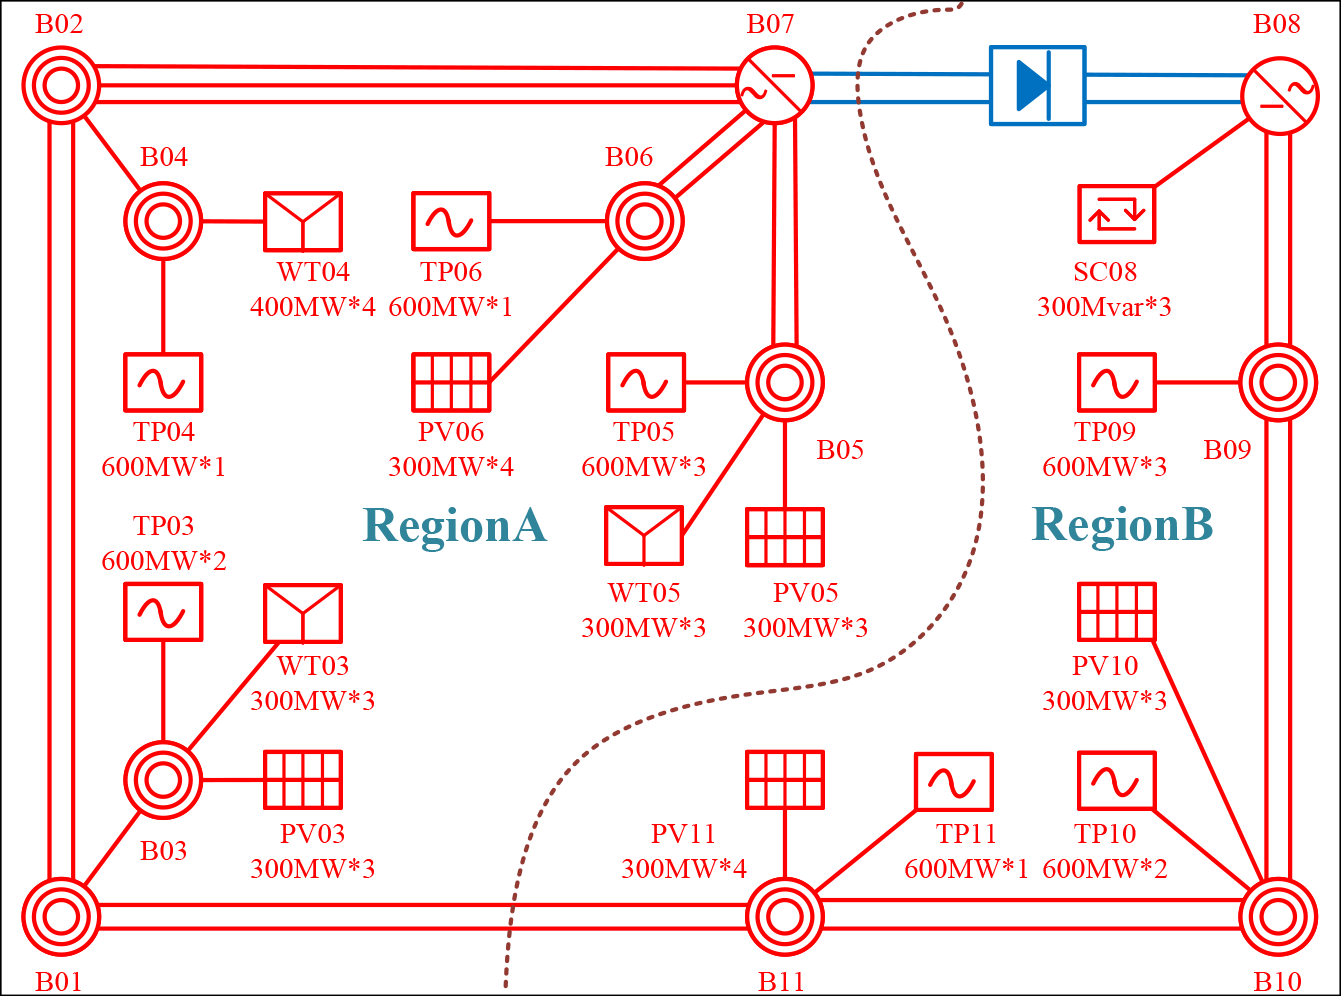 B02
B07
B08
B04
B06
WT04
400MW*4
TP06
600MW*1
SC08
300Mvar*3
TP04
600MW*1
PV06
300MW*4
TP05
600MW*3
B05
TP09
600MW*3
B09
RegionA
RegionB
TP03
600MW*2
WT05
300MW*3
PV05
300MW*3
WT03
300MW*3
PV10
300MW*3
B03
PV03
300MW*3
PV11
300MW*4
TP11
600MW*1
TP10
600MW*2
B01
B11
B10